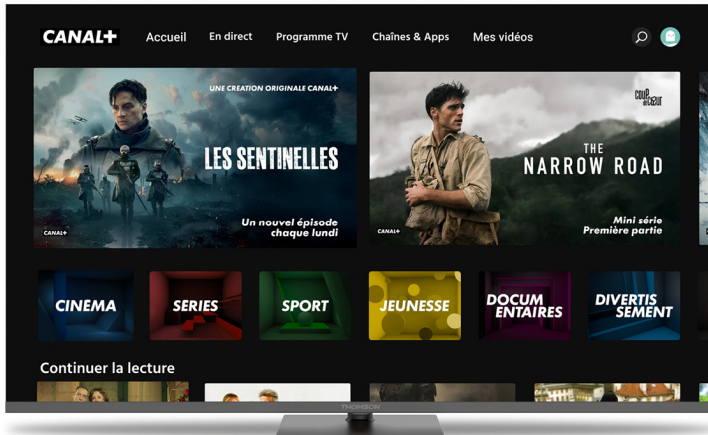 CANAL+
Accueil
En direct
Programme TV
Chaînes & Apps
Mes vidéos
UNE CREATION ORIGINALE CANAL+
LES SENTINELLES
Un nouvel épisode
chaque lundi
CANAL+
COUP
de CŒUR
THE
NARROW ROAD
Mini série
Première partie
CANAL+
CINEMA
SERIES
SPORT
JEUNESSE
DOCUM
ENTAIRES
DIVERTIS
SEMENT
Continuer la lecture
THOMSON